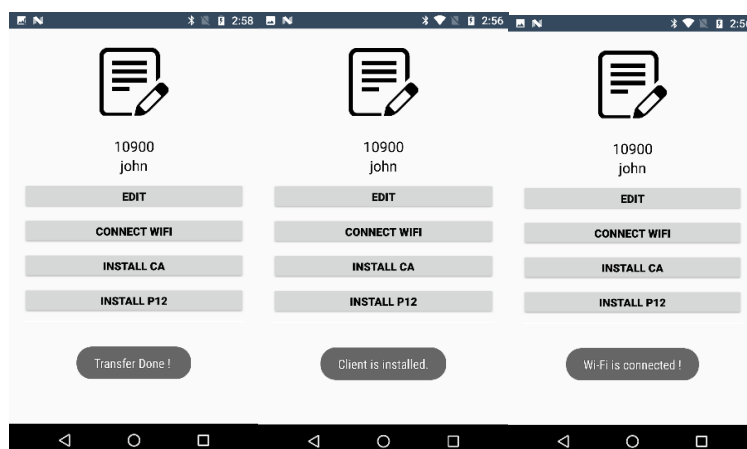 2:58
10900
john
EDIT
CONNECT WIFI
INSTALL CA
INSTALL P12
Transfer Done !
2:56
10900
john
EDIT
CONNECT WIFI
INSTALL CA
INSTALL P12
Client is installed.
10900
john
EDIT
CONNECT WIFI
INSTALL CA
INSTALL P12
Wi-Fi is connected !